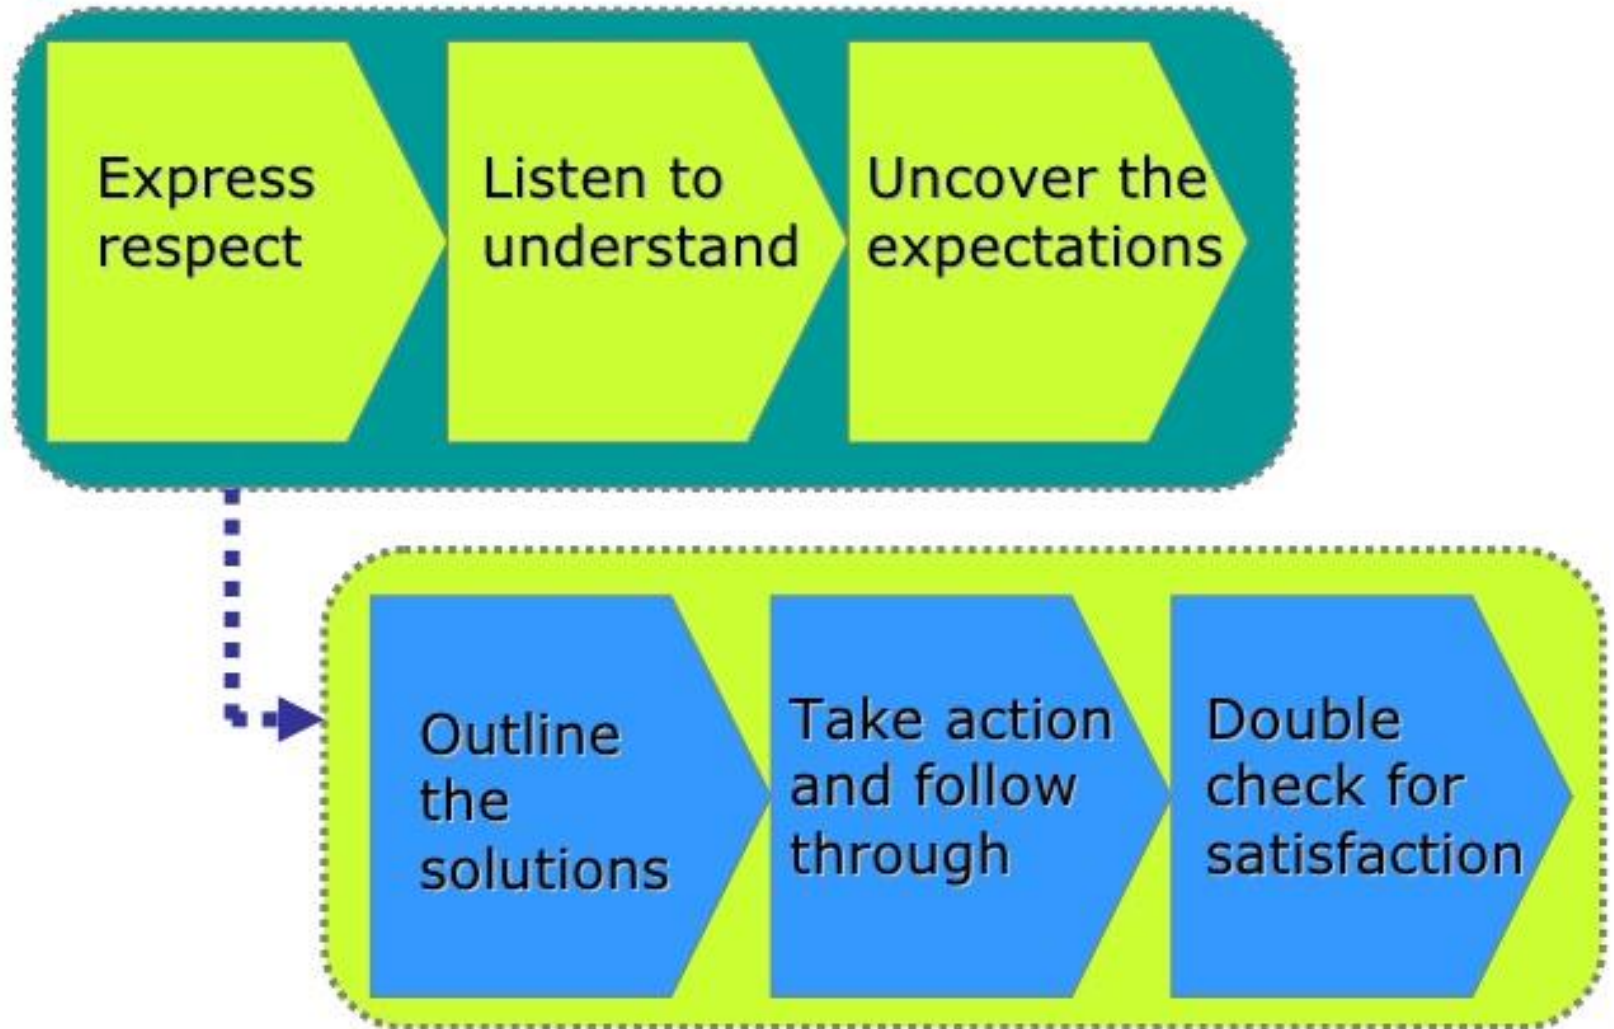 Express
respect
Listen to
understand
Uncover the
expectations
Outline
the
solutions
Take action
and follow
through
Double
check for
satisfaction